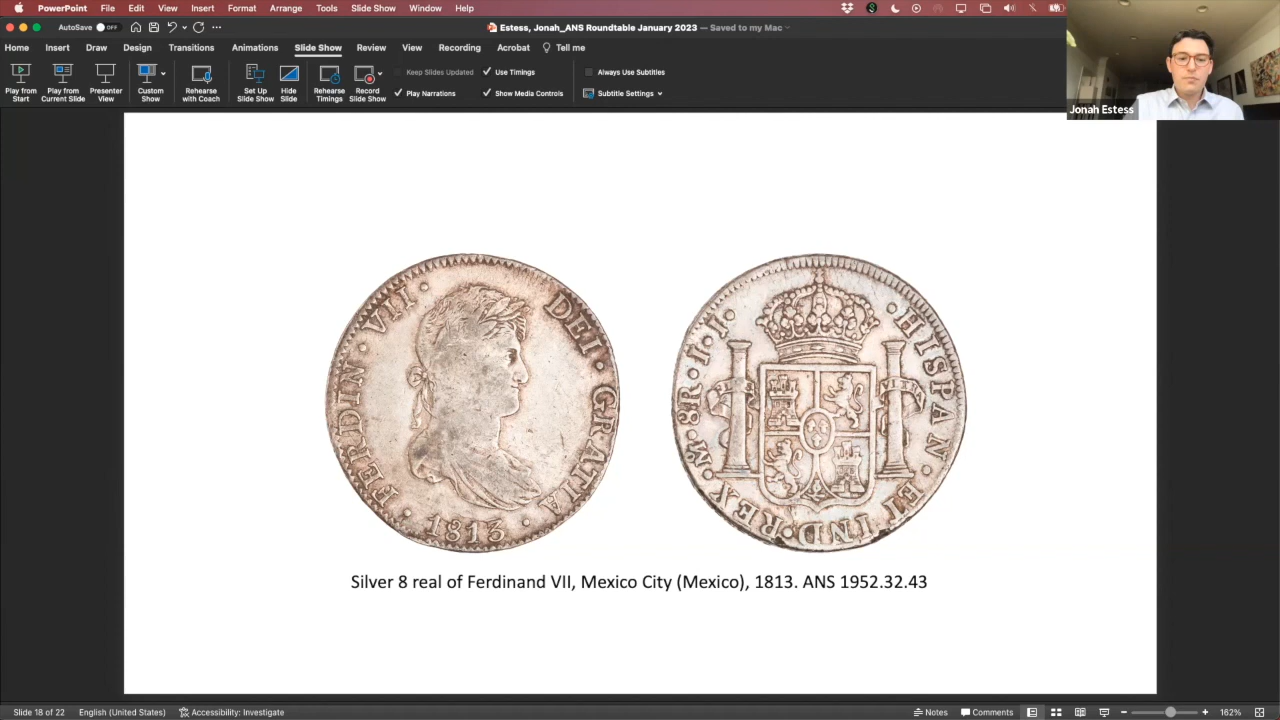 PowerPoint File Edit View Insert Format Arrange Tools Slide Show Window Help
AutoSave OFF
Estess, Jonah_ANS Roundtable January 2023 — Saved to my Mac
Home Insert Draw Design Transitions Animations Slide Show Review View Recording Acrobat Tell me
Play from Start
Play from Current Slide
Presenter View
Custom Show
Rehearse with Coach
Set Up Slide Show
Hide Slide
Rehearse Timings
Record Slide Show
Keep Slides Updated
Use Timings
Play Narrations
Show Media Controls
Always Use Subtitles
Subtitle Settings
Jonah Estess
FERDIN · VII · DEI · GRATIA
· 1813 ·
· HISPAN · ET IND · REX · M · 8R · I · I ·
Silver 8 real of Ferdinand VII, Mexico City (Mexico), 1813. ANS 1952.32.43
Slide 18 of 22 English (United States) Accessibility: Investigate Notes Comments 162%